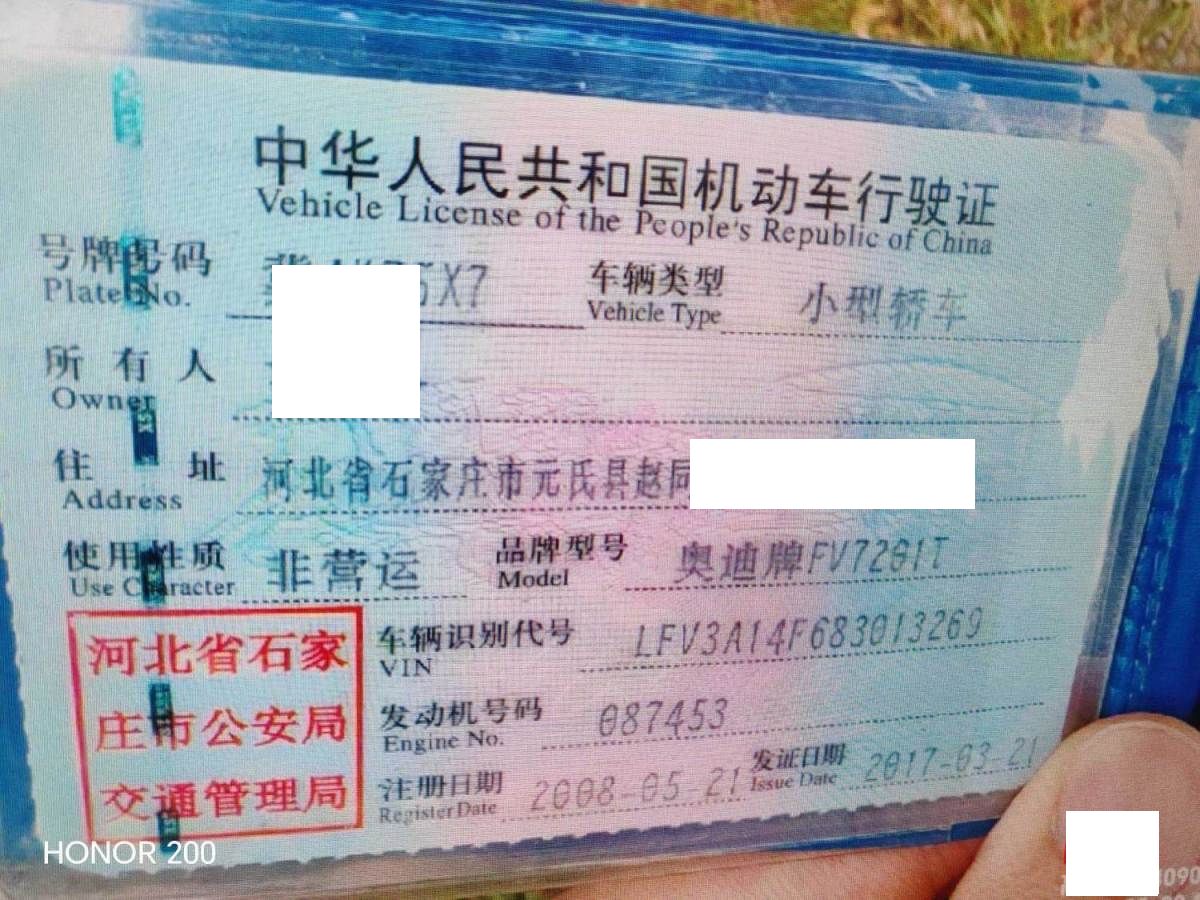 中华人民共和国机动车行驶证
Vehicle License of the People's Republic of China
号牌号码 5X7 车辆类型 小型轿车
Plate No. Vehicle Type
所有人
Owner
住址 河北省石家庄市元氏县赵同
Address
使用性质 非营运 品牌型号 奥迪牌FV7201T
Use Character Model
河北省石家
庄市公安局
交通管理局
车辆识别代号 LFV3A14F683013269
VIN
发动机号码 087453
Engine No.
注册日期 2008-05-21 发证日期 2017-03-21
Register Date Issue Date
HONOR 200
1090